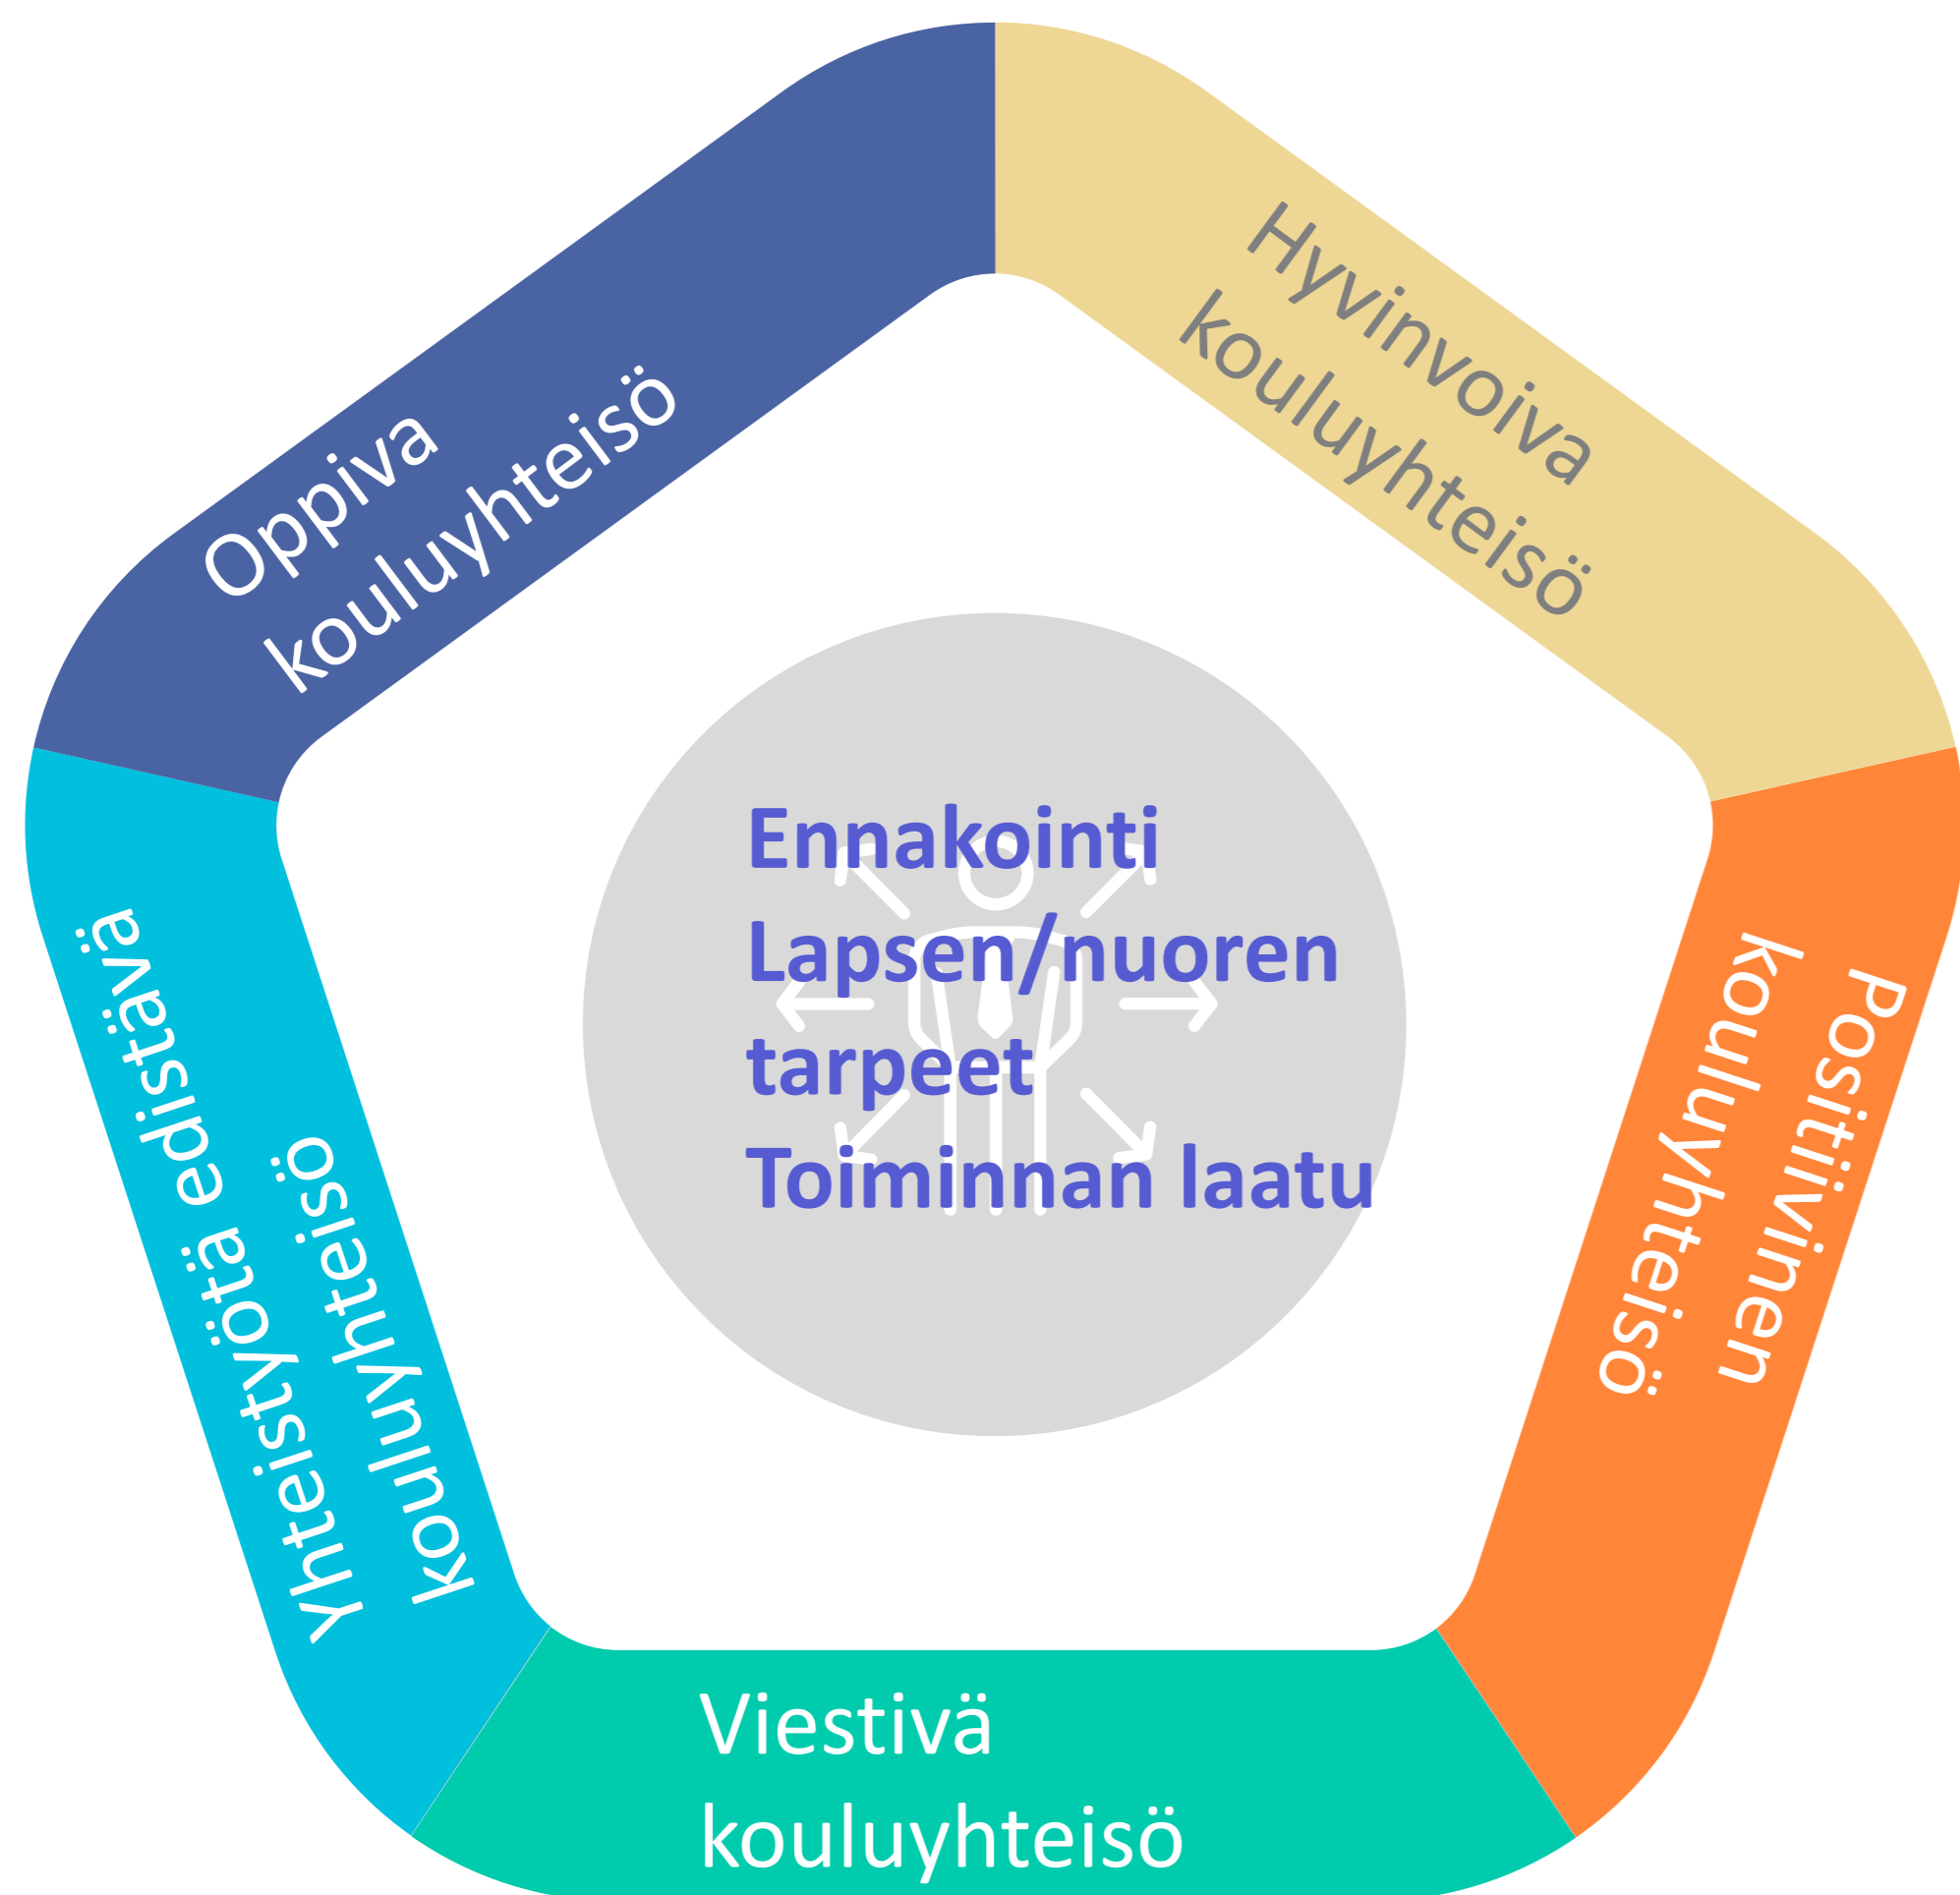 Oppiva
kouluyhteisö
Hyvinvoiva
kouluyhteisö
Positiivinen
kouluyhteisö
Viestivä
kouluyhteisö
Yhteistyötä edistävä
kouluyhteisö
Ennakointi
Lapsen/nuoren
tarpeet
Toiminnan laatu